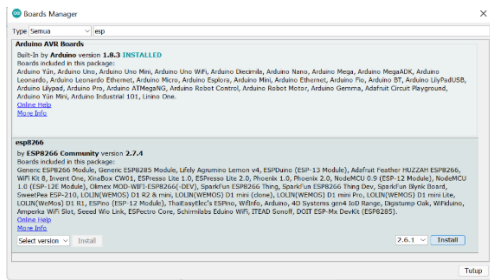 Boards Manager
Type Semua esp
Arduino AVR Boards
Built-In by Arduino version 1.8.3 INSTALLED
Boards included in this package:
Arduino Yún, Arduino Uno, Arduino Uno Mini, Arduino Uno WiFi, Arduino Diecimila, Arduino Nano, Arduino Mega, Arduino MegaADK, Arduino
Leonardo, Arduino Leonardo Ethernet, Arduino Micro, Arduino Esplora, Arduino Mini, Arduino Ethernet, Arduino Fio, Arduino BT, Arduino LilyPadUSB,
Arduino Lilypad, Arduino Pro, Arduino ATMegaNG, Arduino Robot Control, Arduino Robot Motor, Arduino Gemma, Adafruit Circuit Playground,
Arduino Yún Mini, Arduino Industrial 101, Linino One.
Online Help
More Info
esp8266
by ESP8266 Community version 2.7.4
Boards included in this package:
Generic ESP8266 Module, Generic ESP8285 Module, Lifely Agrumino Lemon v4, ESPDuino (ESP-13 Module), Adafruit Feather HUZZAH ESP8266,
WiFi Kit 8, Invent One, XinaBox CW01, ESPresso Lite 1.0, ESPresso Lite 2.0, Phoenix 1.0, Phoenix 2.0, NodeMCU 0.9 (ESP-12 Module), NodeMCU
1.0 (ESP-12E Module), Olimex MOD-WIFI-ESP8266(-DEV), SparkFun ESP8266 Thing, SparkFun ESP8266 Thing Dev, SparkFun Blynk Board,
SweetPea ESP-210, LOLIN(WEMOS) D1 R2 & mini, LOLIN(WEMOS) D1 mini (clone), LOLIN(WEMOS) D1 mini Pro, LOLIN(WEMOS) D1 mini Lite,
LOLIN(WeMos) D1 R1, ESPino (ESP-12 Module), ThaiEasyElec's ESPino, WifInfo, Arduino, 4D Systems gen4 IoD Range, Digistump Oak, WiFiduino,
Amperka WiFi Slot, Seeed Wio Link, ESPectro Core, Schirmilabs Eduino WiFi, ITEAD Sonoff, DOIT ESP-Mx DevKit (ESP8285).
Online Help
More Info
Select version Install 2.6.1 Install
Tutup